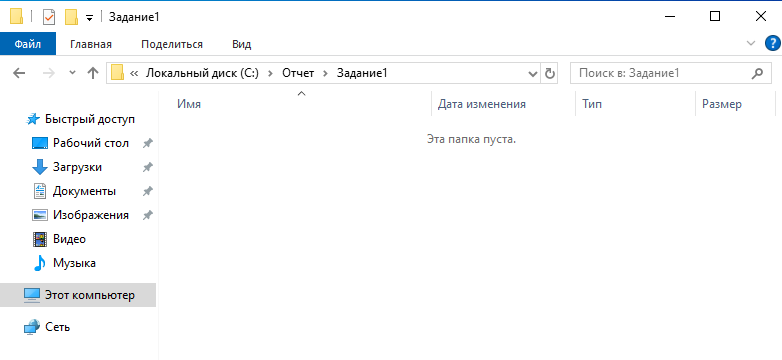 Задание1
Файл Главная Поделиться Вид
Локальный диск (C:) Отчет Задание1 Поиск в: Задание1
Имя Дата изменения Тип Размер
Эта папка пуста.
Быстрый доступ
Рабочий стол
Загрузки
Документы
Изображения
Видео
Музыка
Этот компьютер
Сеть